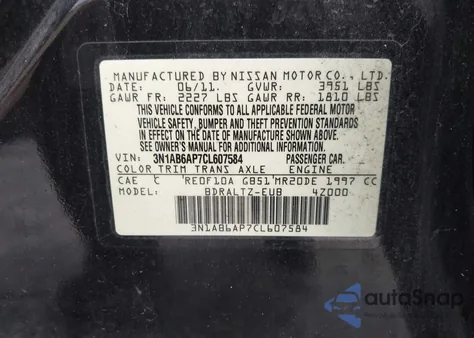 MANUFACTURED BY NISSAN MOTOR CO., LTD.
DATE: 06/11. GVWR: 3951 LBS
GAWR FR: 2227 LBS GAWR RR: 1810 LBS
THIS VEHICLE CONFORMS TO ALL APPLICABLE FEDERAL MOTOR
VEHICLE SAFETY, BUMPER, AND THEFT PREVENTION STANDARDS
IN EFFECT ON THE DATE OF MANUFACTURE SHOWN ABOVE.
SEE OWNER'S MANUAL FOR MORE INFORMATION
VIN: 3N1AB6AP7CL607584 PASSENGER CAR.
COLOR TRIM TRANS AXLE ENGINE
CAE C RE0F10A GB51 MR20DE 1997 CC
MODEL: BDRALTZ-EUB 4Z000
3N1AB6AP7CL607584
autoSnap